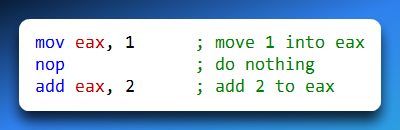 mov eax, 1      ; move 1 into eax
nop             ; do nothing
add eax, 2      ; add 2 to eax